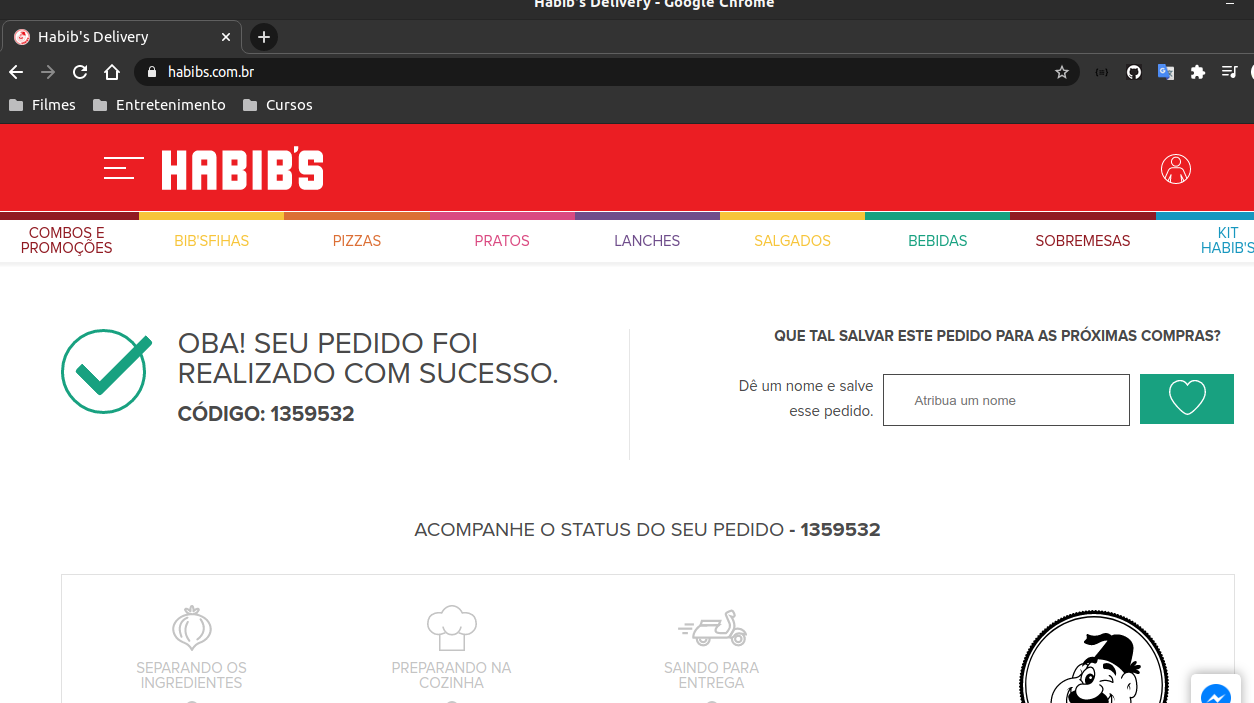 Habib's Delivery - Google Chrome
Habib's Delivery
habibs.com.br
Filmes
Entretenimento
Cursos
HABIB'S
COMBOS E
PROMOÇÕES
BIB'SFIHAS
PIZZAS
PRATOS
LANCHES
SALGADOS
BEBIDAS
SOBREMESAS
KIT
HABIB'S
OBA! SEU PEDIDO FOI
REALIZADO COM SUCESSO.
CÓDIGO: 1359532
QUE TAL SALVAR ESTE PEDIDO PARA AS PRÓXIMAS COMPRAS?
Dê um nome e salve
esse pedido.
Atribua um nome
ACOMPANHE O STATUS DO SEU PEDIDO - 1359532
SEPARANDO OS
INGREDIENTES
PREPARANDO NA
COZINHA
SAINDO PARA
ENTREGA